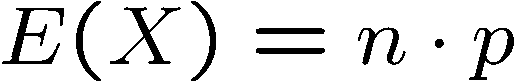 E(X) = n · p